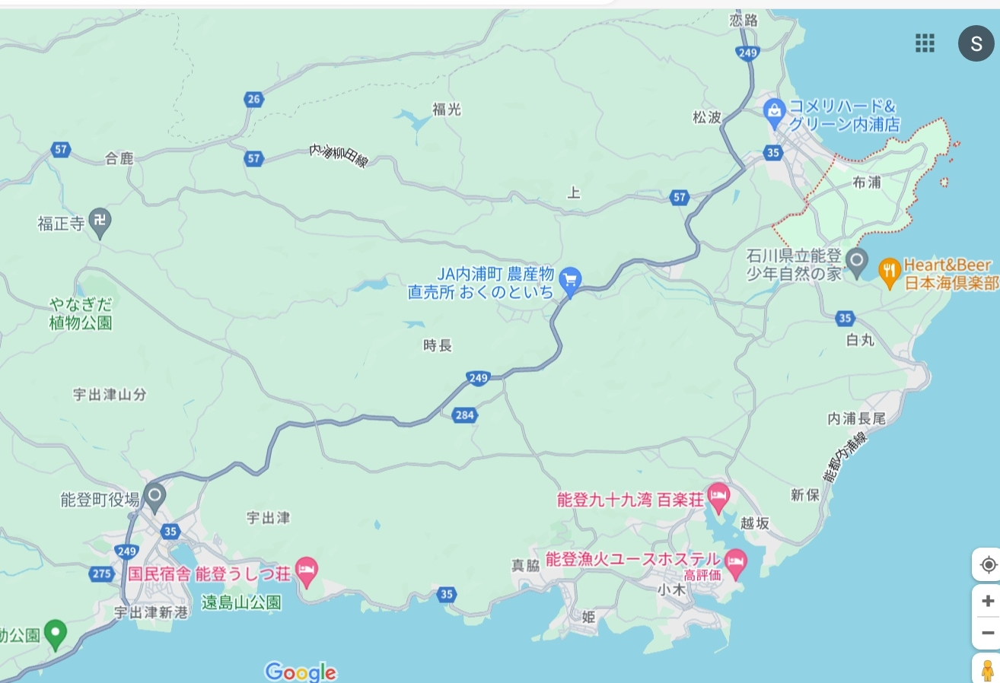 恋路
S
249
26
コメリハード&
グリーン内浦店
福光
松波
57
合鹿
57
内浦柳田線
35
布浦
上
57
福正寺
石川県立能登
少年自然の家
Heart&Beer
日本海倶楽部
JA内浦町 農産物
直売所 おくのといち
やなぎだ
植物公園
35
白丸
時長
249
宇出津山分
284
内浦長尾
能都内浦線
能登町役場
能登九十九湾 百楽荘
新保
宇出津
越坂
35
249
275
国民宿舎 能登うしつ荘
真脇
能登漁火ユースホステル
高評価
小木
遠島山公園
35
宇出津新港
姫
動公園
Google